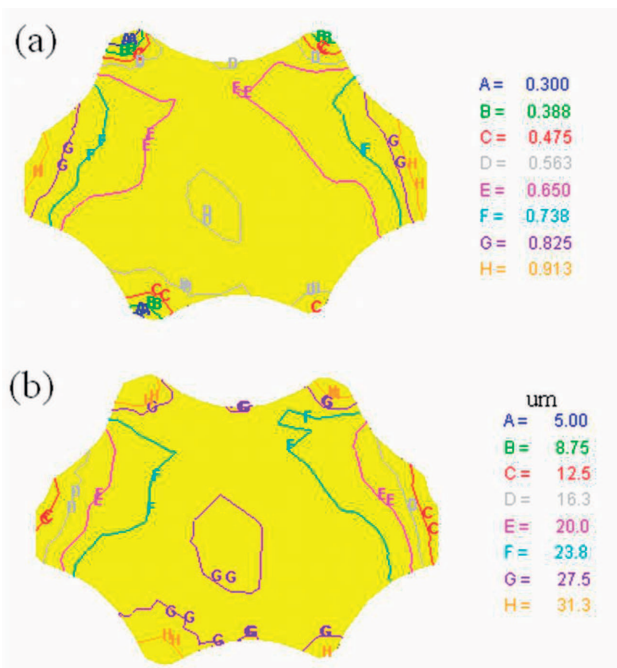 (a)
A = 0.300
B = 0.388
C = 0.475
D = 0.563
E = 0.650
F = 0.738
G = 0.825
H = 0.913
(b)
um
A = 5.00
B = 8.75
C = 12.5
D = 16.3
E = 20.0
F = 23.8
G = 27.5
H = 31.3